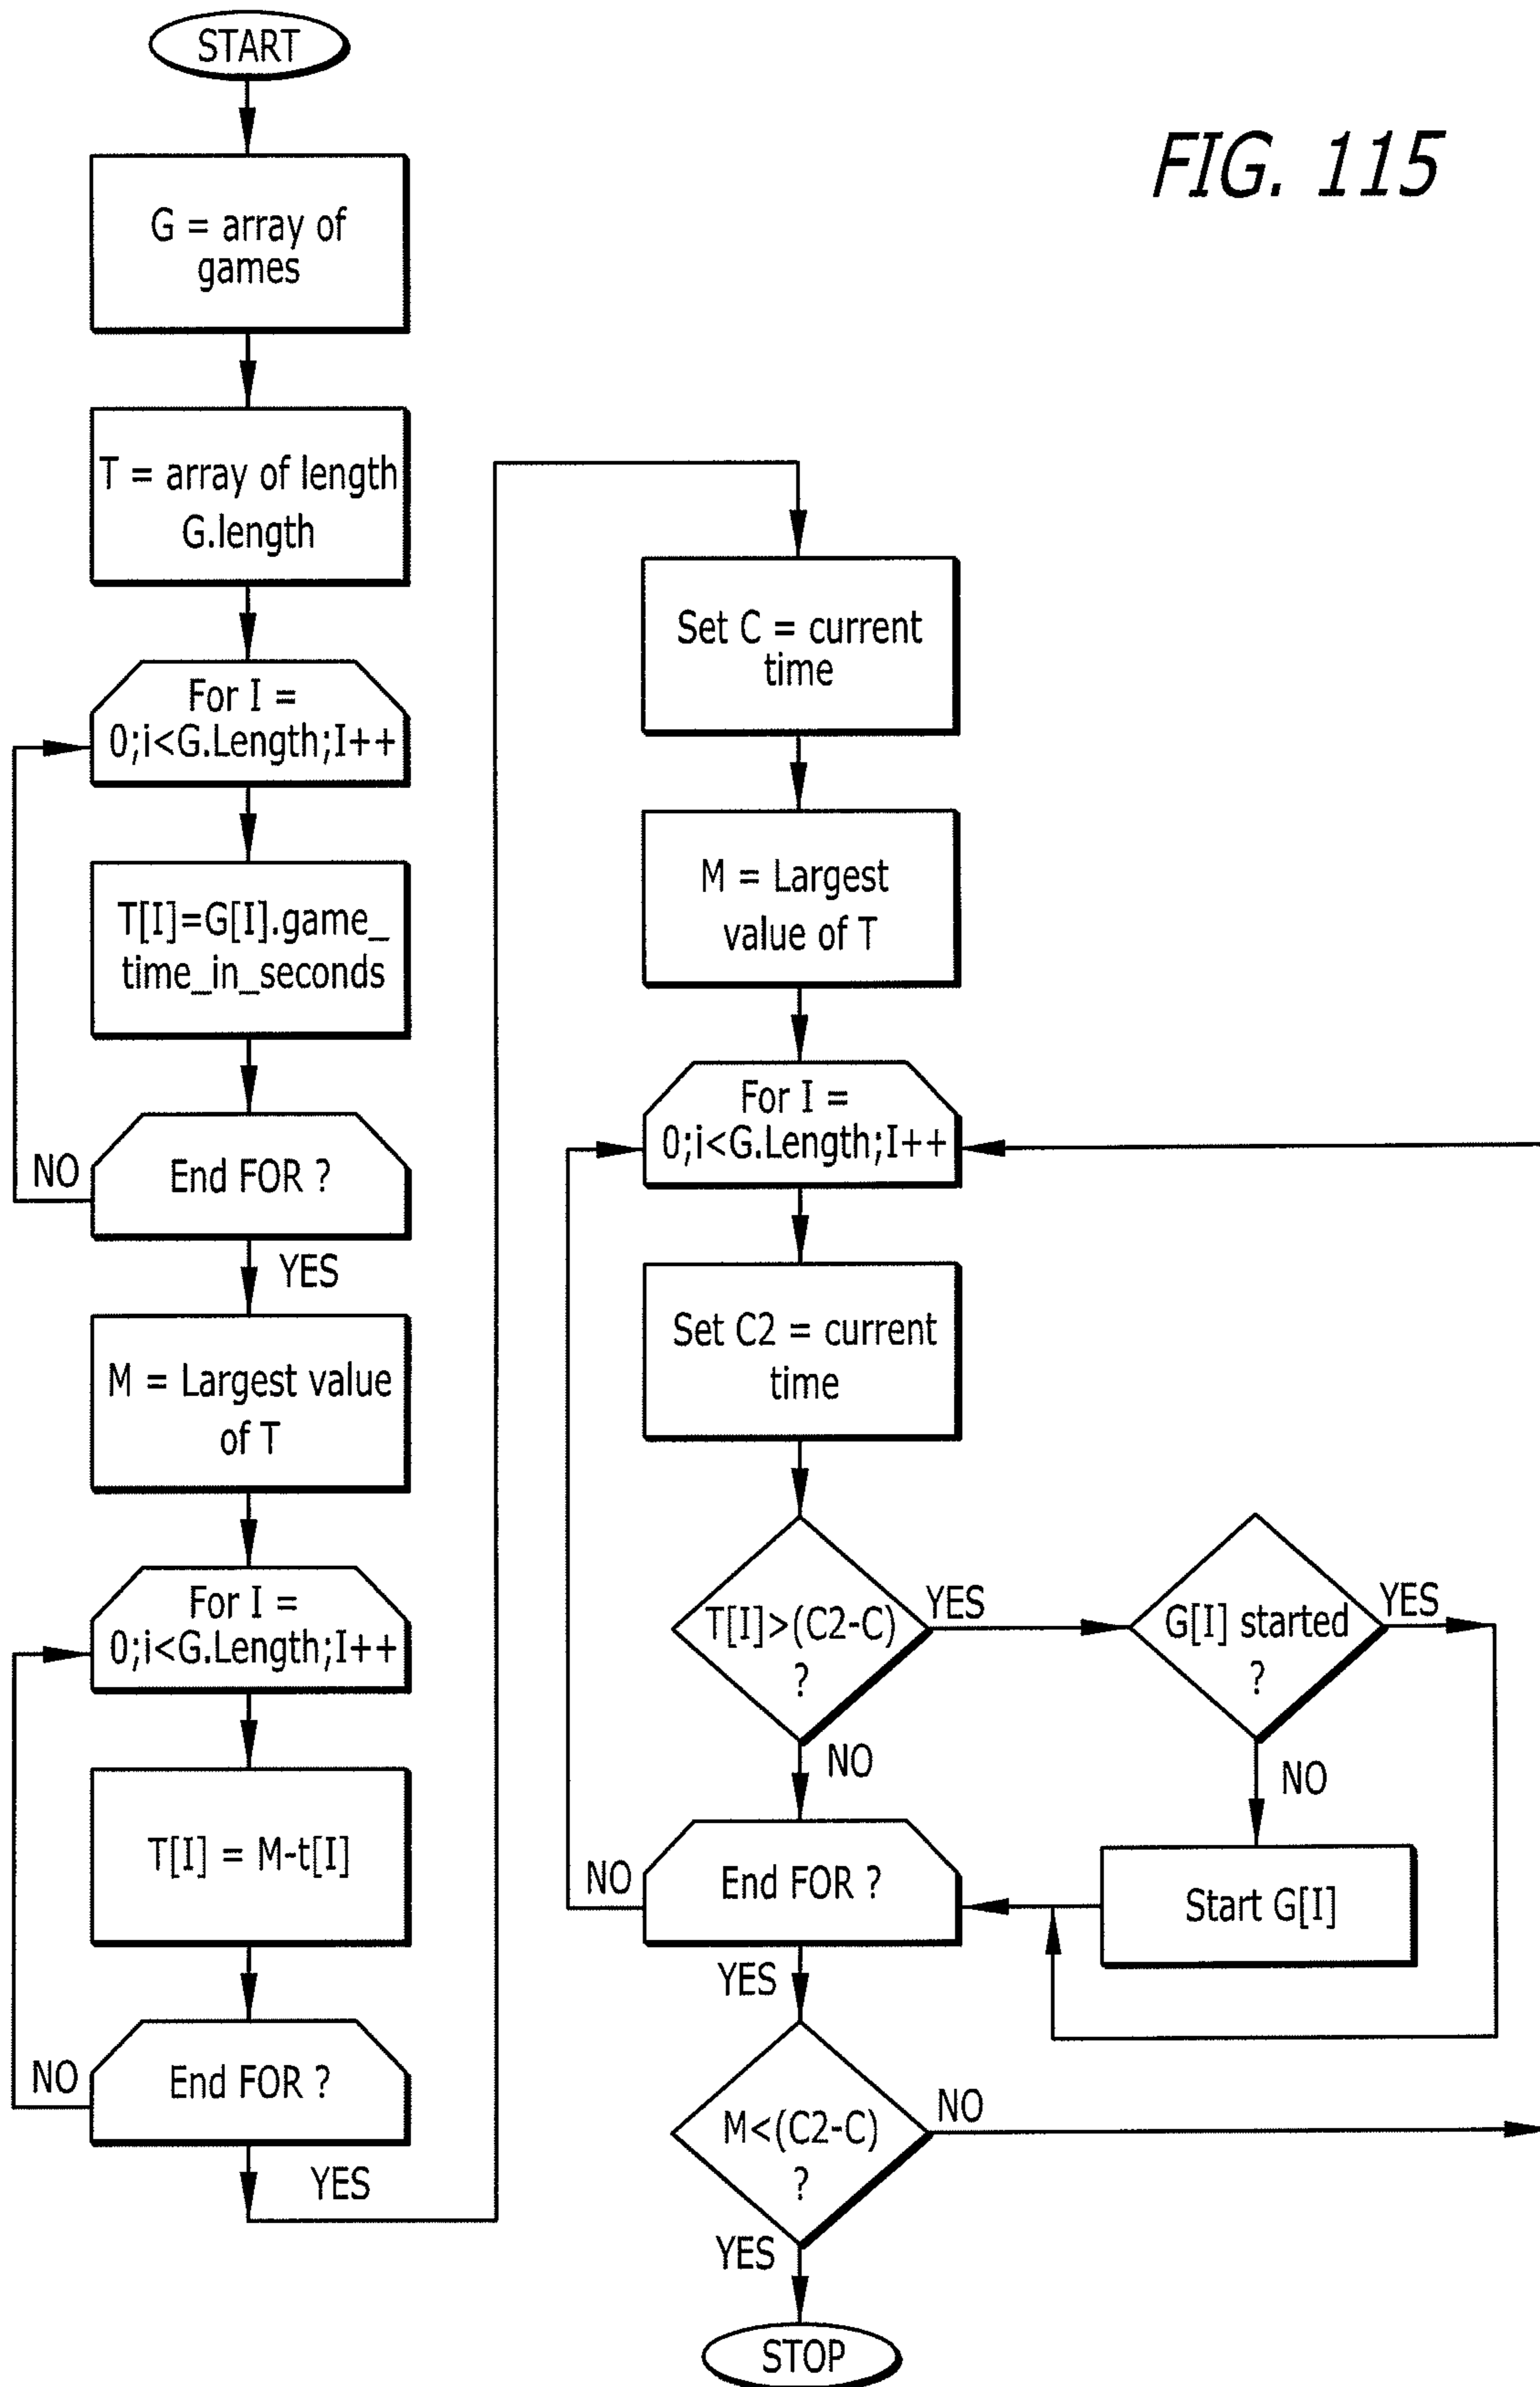 FIG. 115
START
G = array of
games
T = array of length
G.length
For I =
0;i<G.Length;I++
T[I]=G[I].game_
time_in_seconds
End FOR ?
NO
YES
M = Largest value
of T
For I =
0;i<G.Length;I++
T[I] = M-t[I]
End FOR ?
NO
YES
Set C = current
time
M = Largest
value of T
For I =
0;i<G.Length;I++
Set C2 = current
time
T[I]>(C2-C)
?
YES
NO
G[I] started
?
YES
NO
Start G[I]
End FOR ?
NO
YES
M<(C2-C)
?
NO
YES
STOP